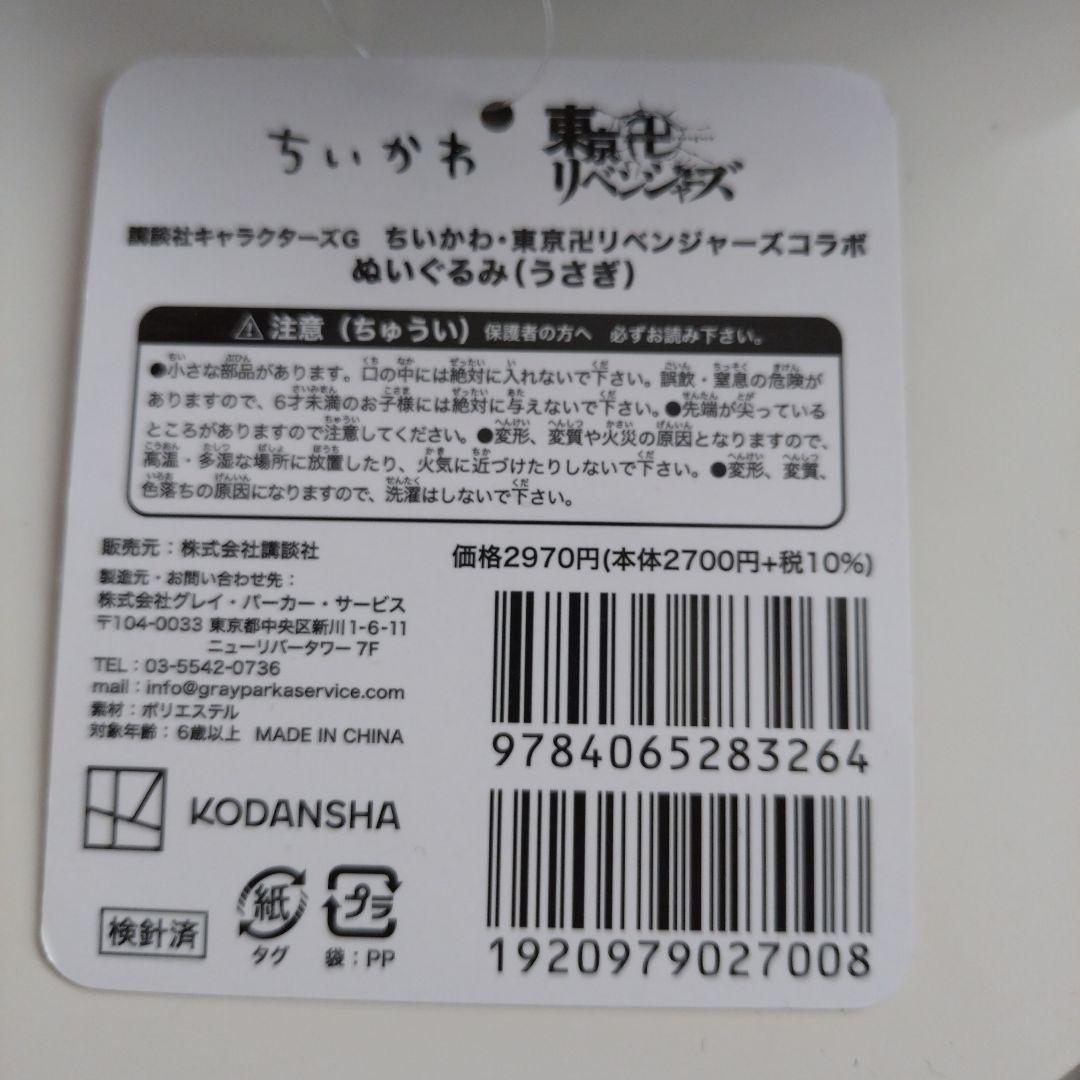 ちいかわ
東京卍リベンジャーズ
講談社キャラクターズG ちいかわ・東京卍リベンジャーズコラボ
ぬいぐるみ(うさぎ)
⚠注意(ちゅうい) 保護者の方へ 必ずお読み下さい。
●小さな部品があります。口の中には絶対に入れないで下さい。誤飲・窒息の危険が
ありますので、6才未満のお子様には絶対に与えないで下さい。●先端が尖っている
ところがありますので注意してください。●変形、変質や火災の原因となりますので、
高温・多湿な場所に放置したり、火気に近づけたりしないで下さい。●変形、変質、
色落ちの原因になりますので、洗濯はしないで下さい。
販売元:株式会社講談社
製造元・お問い合わせ先:
株式会社グレイ・パーカー・サービス
〒104-0033 東京都中央区新川1-6-11
ニューリバータワー 7F
TEL:03-5542-0736
mail:info@grayparkaservice.com
素材:ポリエステル
対象年齢:6歳以上 MADE IN CHINA
価格2970円(本体2700円+税10%)
9784065283264
1920979027008
KODANSHA
検針済
紙
タグ
プラ
袋:PP